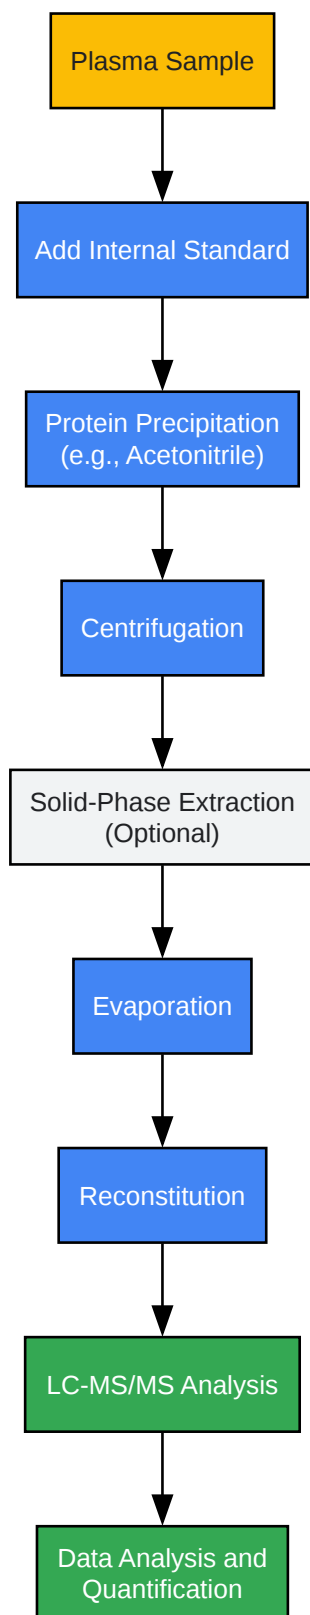 Plasma Sample
Add Internal Standard
Protein Precipitation
(e.g., Acetonitrile)
Centrifugation
Solid-Phase Extraction
(Optional)
Evaporation
Reconstitution
LC-MS/MS Analysis
Data Analysis and
Quantification